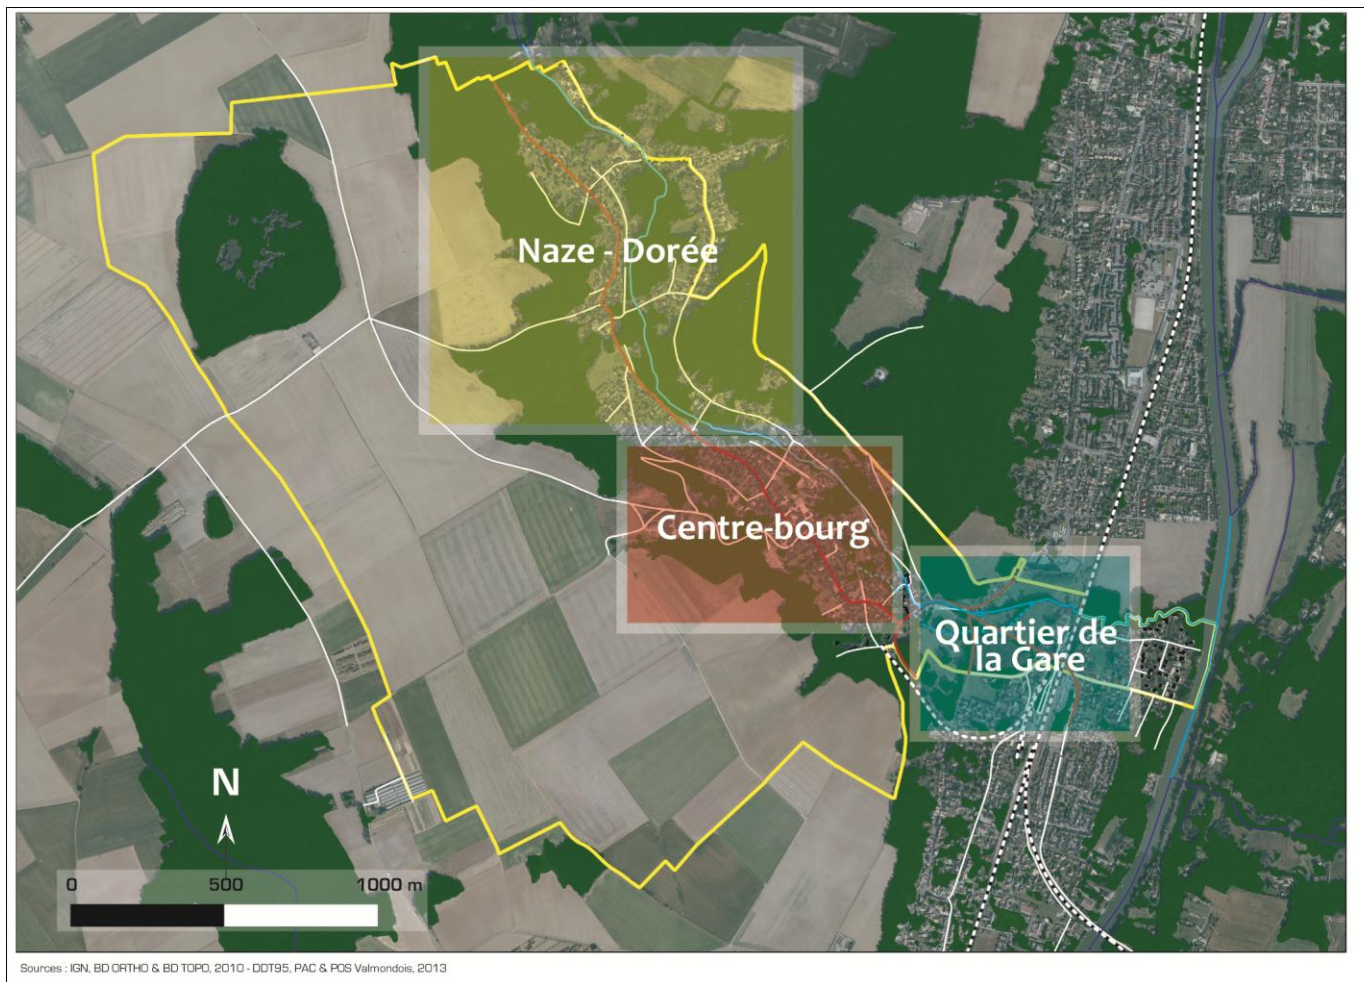 Naze - Dorée
Centre-bourg
Quartier de
la Gare
N
0 500 1000 m
Sources : IGN, BD ORTHO & BD TOPO, 2010 - DDT95, PAC & POS Valmondois, 2013